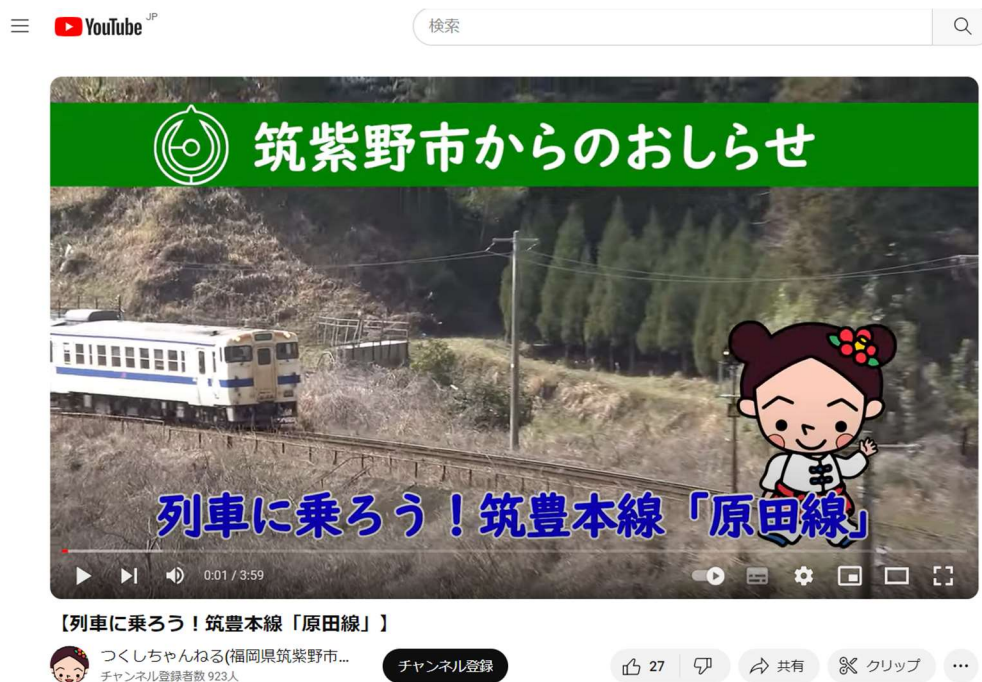 YouTube JP
検索
筑紫野市からのおしらせ
列車に乗ろう！筑豊本線「原田線」
0:01 / 3:59
【列車に乗ろう！筑豊本線「原田線」】
つくしちゃんねる(福岡県筑紫野市...
チャンネル登録者数 923人
チャンネル登録
27
共有
クリップ